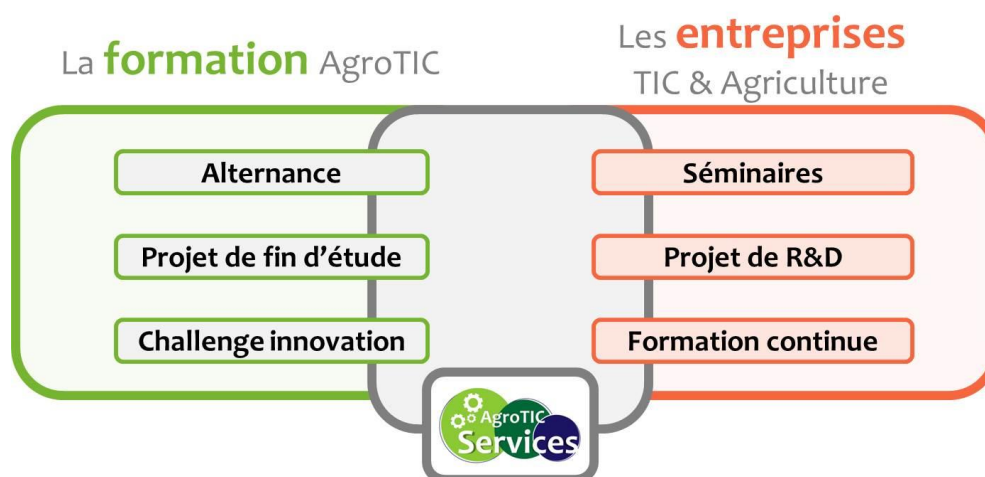 La formation AgroTIC
Les entreprises
TIC & Agriculture
Alternance
Projet de fin d’étude
Challenge innovation
Séminaires
Projet de R&D
Formation continue
AgroTIC
Services